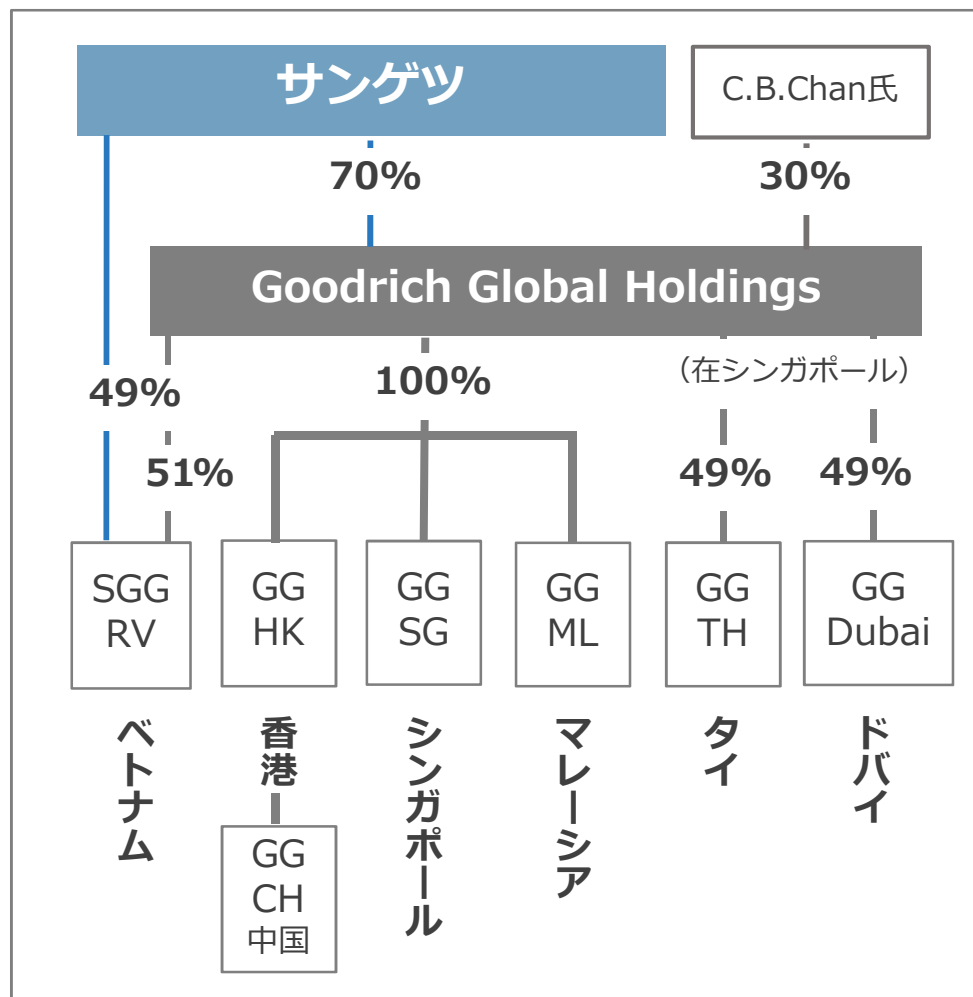 サンゲツ
C.B.Chan氏
70%
30%
Goodrich Global Holdings
(在シンガポール)
49%
100%
51%
49%
49%
SGG
RV
GG
HK
GG
SG
GG
ML
GG
TH
GG
Dubai
ベトナム
香港
シンガポール
マレーシア
タイ
ドバイ
GG
CH
中国